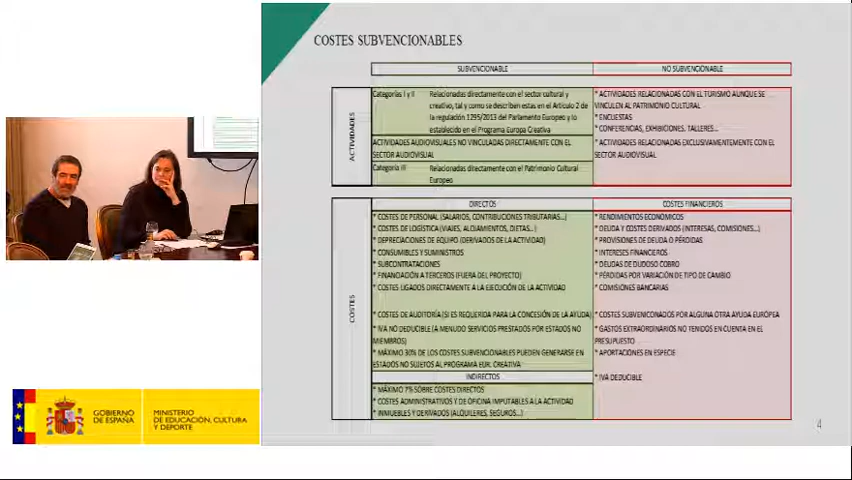 COSTES SUBVENCIONABLES
SUBVENCIONABLE
NO SUBVENCIONABLE
ACTIVIDADES
Categorías I y II
Relacionadas directamente con el sector cultural y
creativo, tal y como se describen estas en el Artículo 2 de
la regulación 1295/2013 del Parlamento Europeo y lo
establecido en el Programa Europa Creativa
ACTIVIDADES AUDIOVISUALES NO VINCULADAS DIRECTAMENTE CON EL
SECTOR AUDIOVISUAL
Categoría III
Relacionadas directamente con el Patrimonio Cultural
Europeo
* ACTIVIDADES RELACIONADAS CON EL TURISMO AUNQUE SE
VINCULEN AL PATRIMONIO CULTURAL
* ENCUESTAS
* CONFERENCIAS, EXHIBICIONES, TALLERES...
* ACTIVIDADES RELACIONADAS EXCLUSIVAMENTE CON EL
SECTOR AUDIOVISUAL
COSTES
DIRECTOS
* COSTES DE PERSONAL (SALARIOS, CONTRIBUCIONES TRIBUTARIAS...)
* COSTES DE LOGÍSTICA (VIAJES, ALOJAMIENTOS, DIETAS...)
* DEPRECIACIONES DE EQUIPO (DERIVADOS DE LA ACTIVIDAD)
* CONSUMIBLES Y SUMINISTROS
* SUBCONTRATACIONES
* FINANCIACIÓN A TERCEROS (FUERA DEL PROYECTO)
* COSTES LIGADOS DIRECTAMENTE A LA EJECUCIÓN DE LA ACTIVIDAD
* COSTES DE AUDITORÍA (SI ES REQUERIDA PARA LA CONCESIÓN DE LA AYUDA)
* IVA NO DEDUCIBLE (A MENUDO SERVICIOS PRESTADOS POR ESTADOS NO
MIEMBROS)
* MÁXIMO 30% DE LOS COSTES SUBVENCIONABLES PUEDEN GENERARSE EN
ESTADOS NO SUJETOS AL PROGRAMA EUR. CREATIVA
INDIRECTOS
* MÁXIMO 7% SOBRE COSTES DIRECTOS
* COSTES ADMINISTRATIVOS Y DE OFICINA IMPUTABLES A LA ACTIVIDAD
* INMUEBLES Y DERIVADOS (ALQUILERES, SEGUROS...)
COSTES FINANCIEROS
* RENDIMIENTOS ECONÓMICOS
* DEUDA Y COSTES DERIVADOS (INTERESES, COMISIONES...)
* PROVISIONES DE DEUDA O PÉRDIDAS
* INTERESES FINANCIEROS
* DEUDAS DE DUDOSO COBRO
* PÉRDIDAS POR VARIACIÓN DE TIPO DE CAMBIO
* COMISIONES BANCARIAS
* COSTES SUBVENICONADOS POR ALGUNA OTRA AYUDA EUROPEA
* GASTOS EXTRAORDINARIOS NO TENIDOS EN CUENTA EN EL
PRESUPUESTO
* APORTACIONES EN ESPECIE
* IVA DEDUCIBLE
4
GOBIERNO
DE ESPAÑA
MINISTERIO
DE EDUCACIÓN, CULTURA
Y DEPORTE